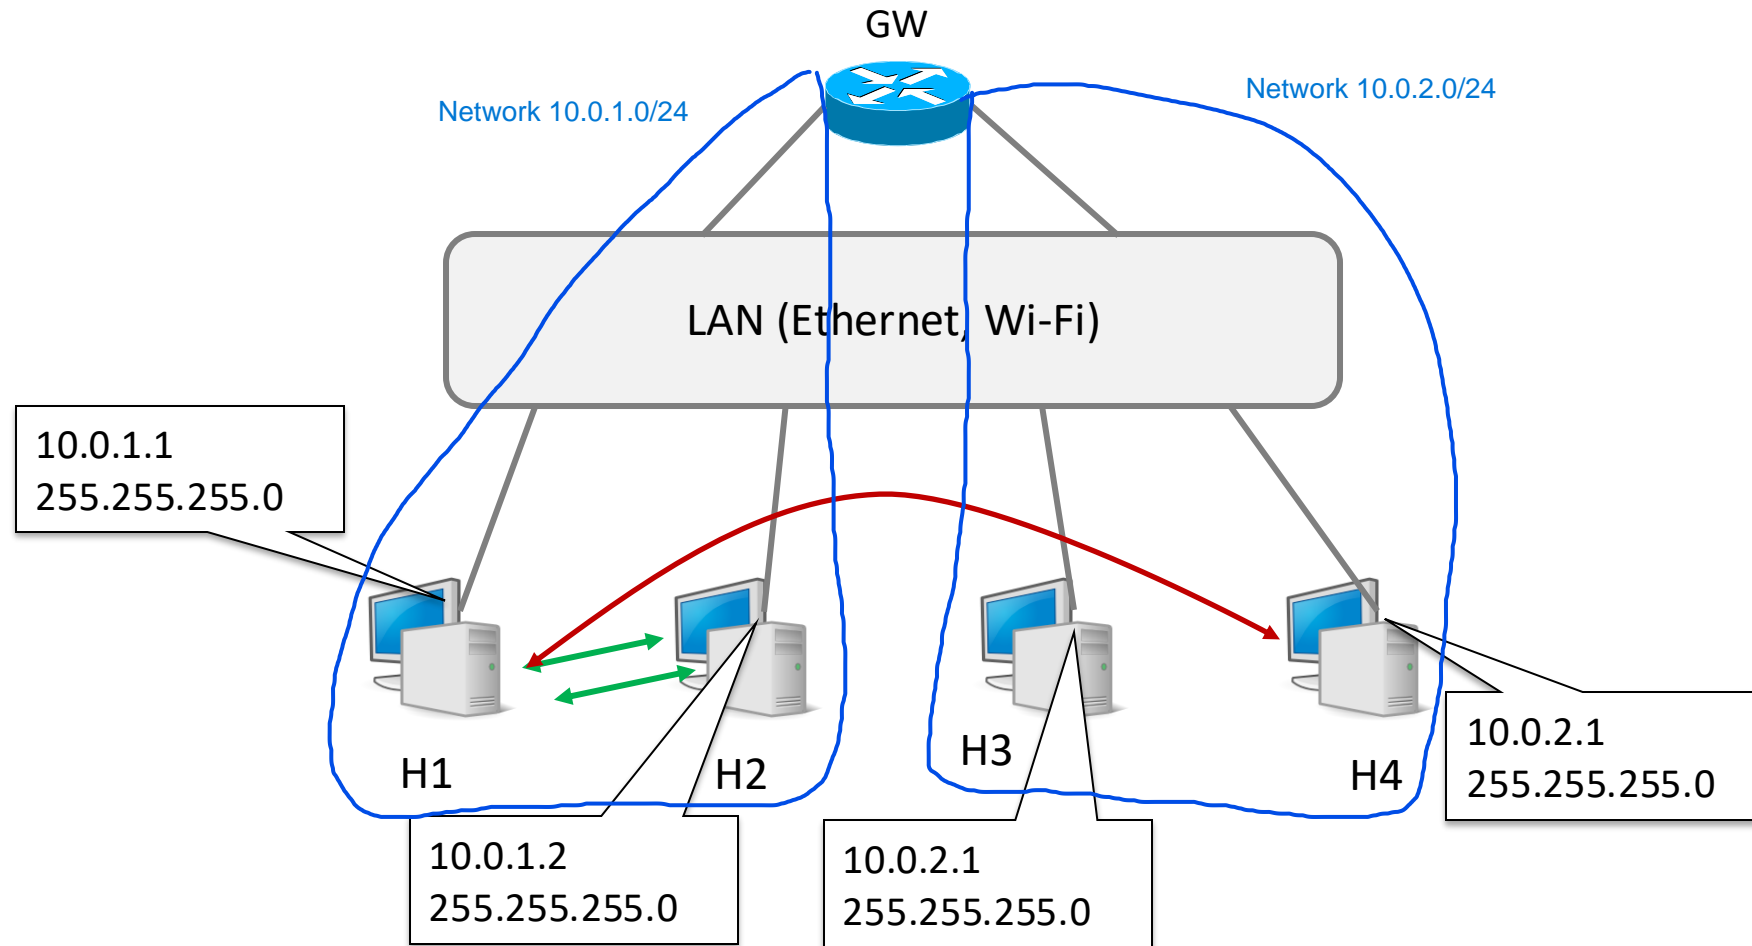 GW
Network 10.0.1.0/24
Network 10.0.2.0/24
LAN (Ethernet, Wi-Fi)
10.0.1.1
255.255.255.0
H1
H2
H3
H4
10.0.2.1
255.255.255.0
10.0.1.2
255.255.255.0
10.0.2.1
255.255.255.0